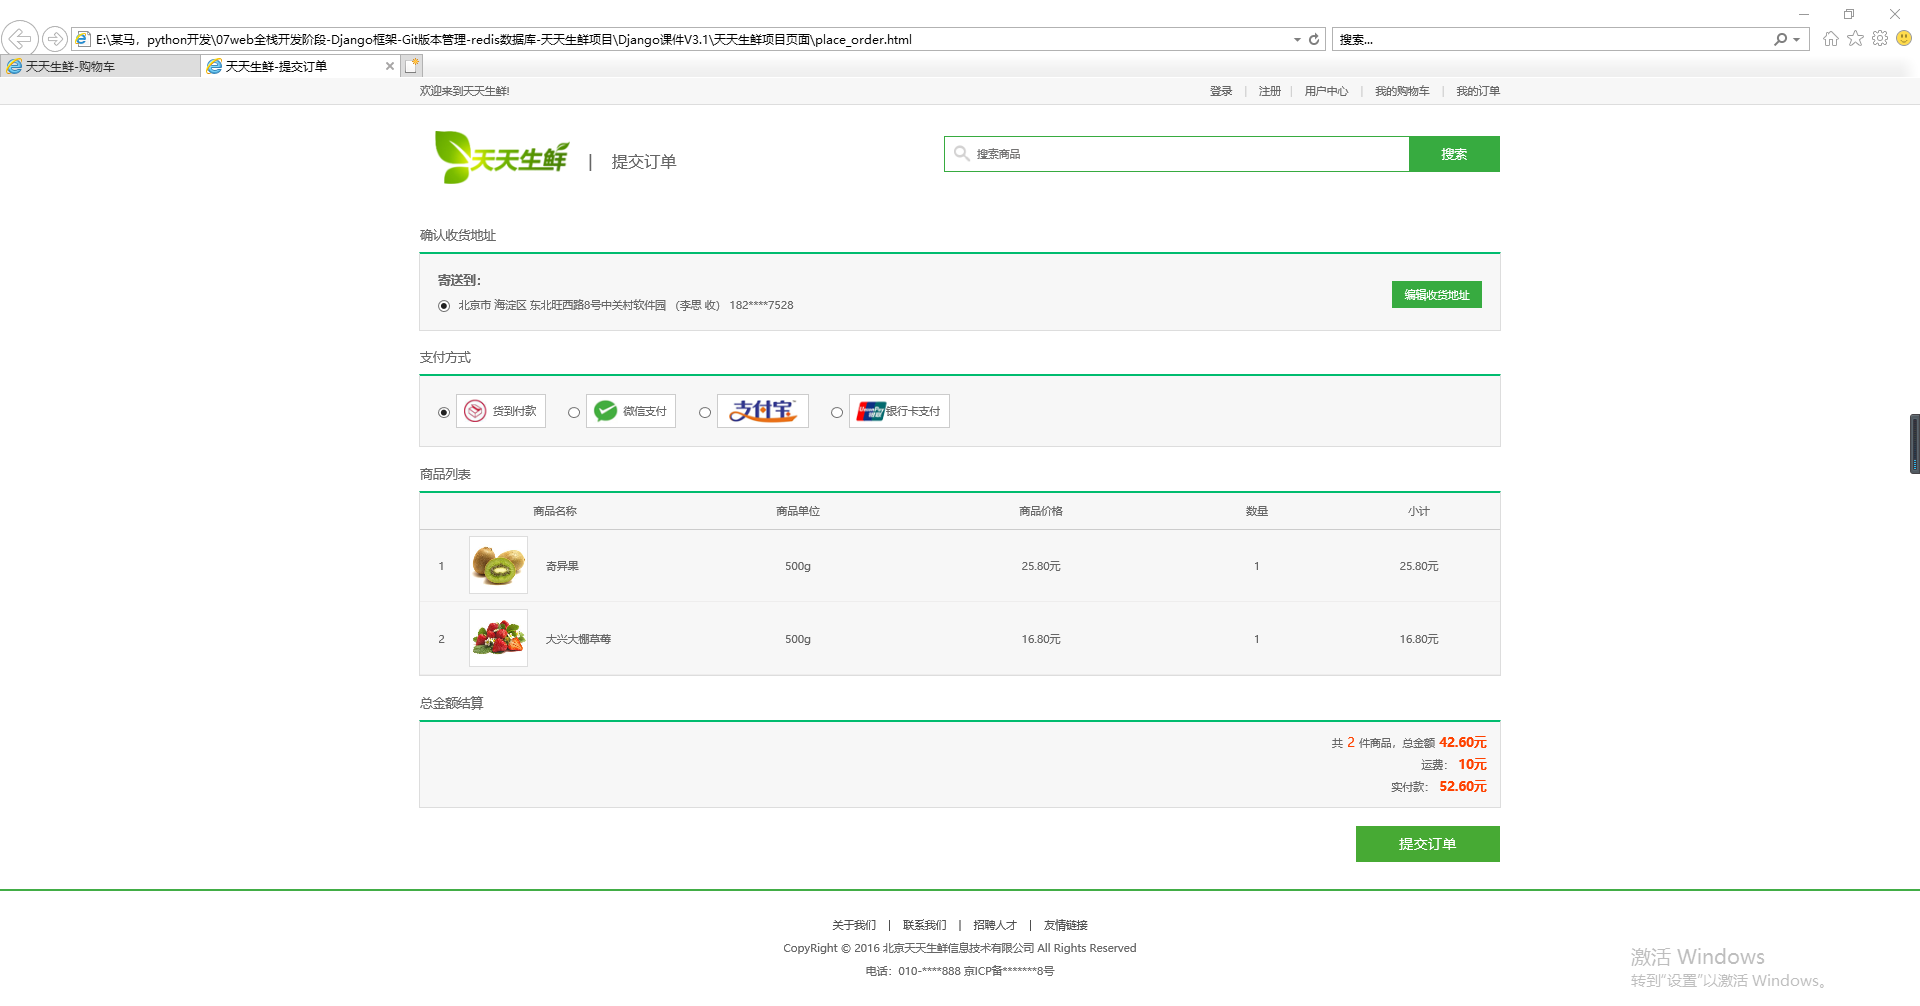 E:\某马，python开发\07web全栈开发阶段-Django框架-Git版本管理-redis数据库-天天生鲜项目\Django课件V3.1\天天生鲜项目页面\place_order.html
搜索...
天天生鲜-购物车
天天生鲜-提交订单
欢迎来到天天生鲜!
登录 | 注册 | 用户中心 | 我的购物车 | 我的订单
天天生鲜 | 提交订单
搜索商品
搜索
确认收货地址
寄送到：
北京市 海淀区 东北旺西路8号中关村软件园 （李思 收） 182****7528
编辑收货地址
支付方式
货到付款 微信支付 支付宝 UnionPay 银联 银行卡支付
商品列表
商品名称 商品单位 商品价格 数量 小计
1 奇异果 500g 25.80元 1 25.80元
2 大兴大棚草莓 500g 16.80元 1 16.80元
总金额结算
共 2 件商品，总金额 42.60元
运费： 10元
实付款： 52.60元
提交订单
关于我们 | 联系我们 | 招聘人才 | 友情链接
CopyRight © 2016 北京天天生鲜信息技术有限公司 All Rights Reserved
电话：010-****888 京ICP备*******8号
激活 Windows
转到"设置"以激活 Windows。